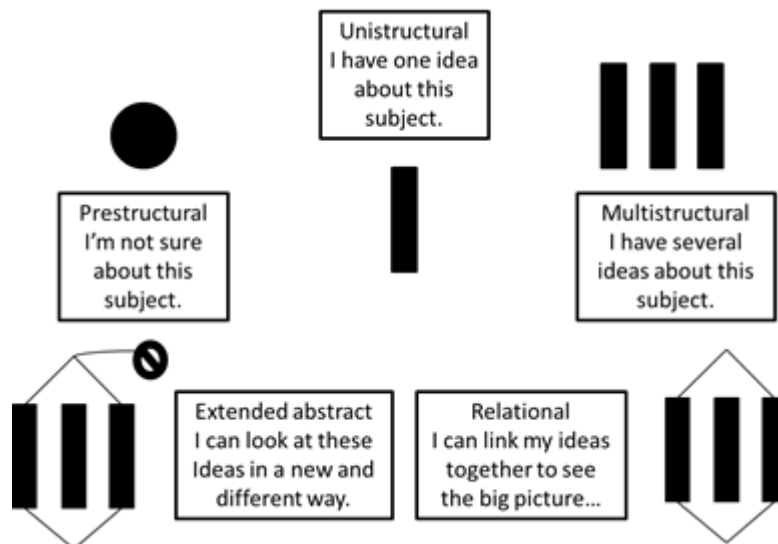 Unistructural
I have one idea
about this
subject.
Prestructural
I'm not sure
about this
subject.
Multistructural
I have several
ideas about this
subject.
Extended abstract
I can look at these
Ideas in a new and
different way.
Relational
I can link my ideas
together to see
the big picture...